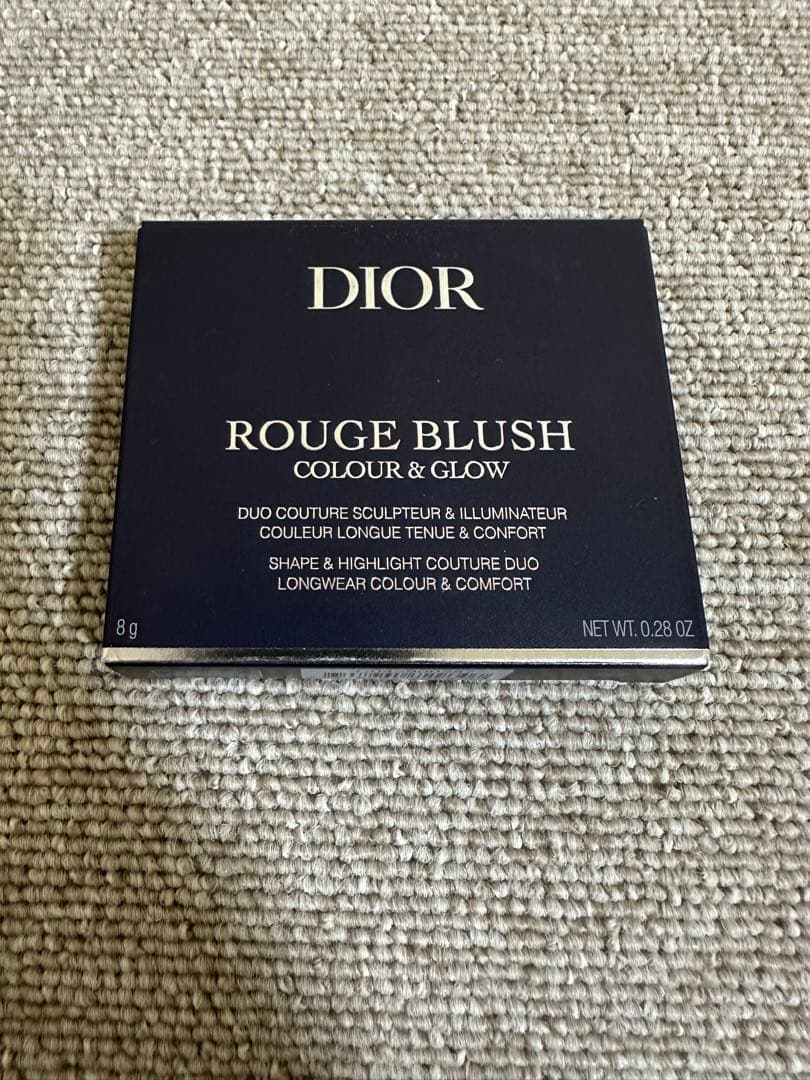 DIOR
ROUGE BLUSH
COLOUR & GLOW
DUO COUTURE SCULPTEUR & ILLUMINATEUR
COULEUR LONGUE TENUE & CONFORT
SHAPE & HIGHLIGHT COUTURE DUO
LONGWEAR COLOUR & COMFORT
8 g
NET WT. 0.28 OZ